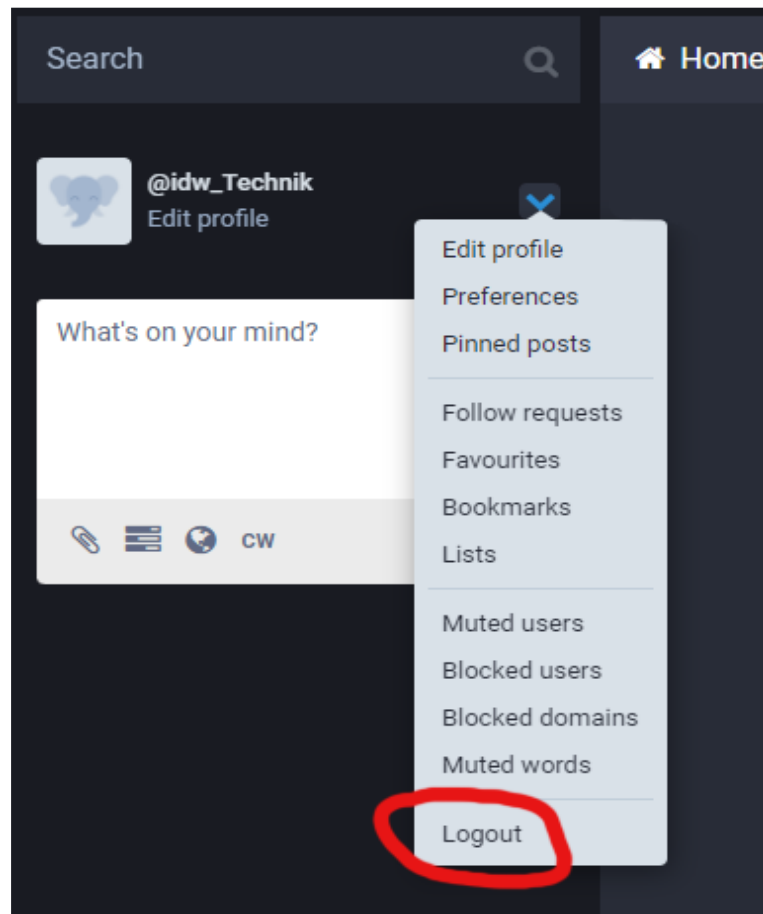 Search
Home
@idw_Technik
Edit profile
What's on your mind?
CW
Edit profile
Preferences
Pinned posts
Follow requests
Favourites
Bookmarks
Lists
Muted users
Blocked users
Blocked domains
Muted words
Logout